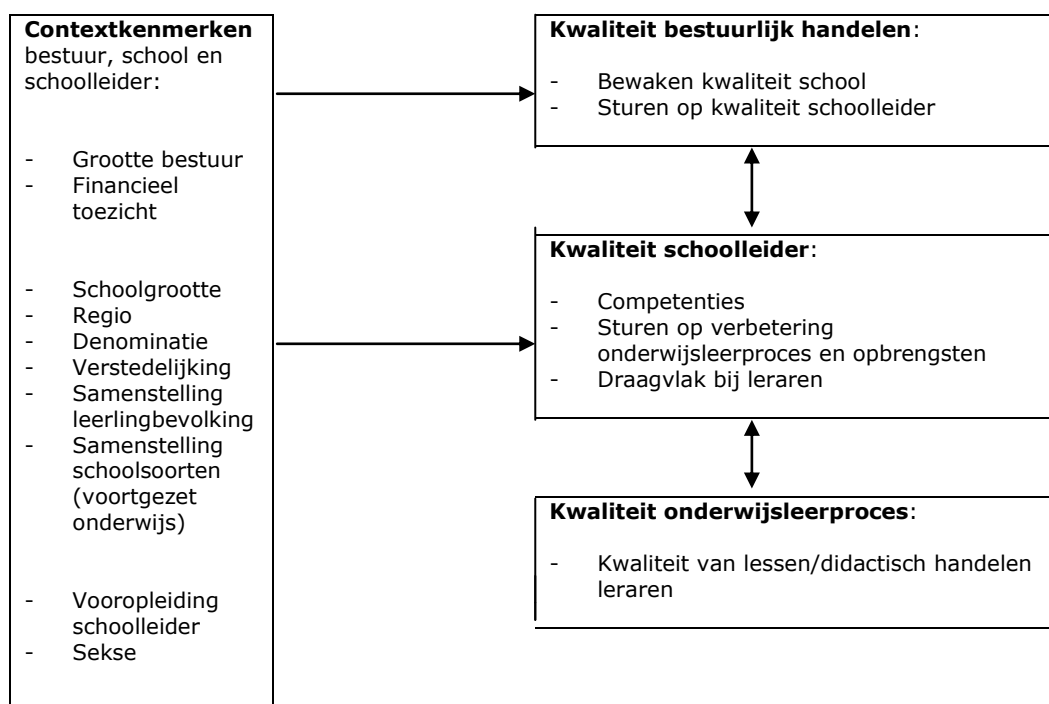 Contextkenmerken
bestuur, school en
schoolleider:
- Grootte bestuur
- Financieel
toezicht
- Schoolgrootte
- Regio
- Denominatie
- Verstedelijking
- Samenstelling
leerlingbevolking
- Samenstelling
schoolsoorten
(voortgezet
onderwijs)
- Vooropleiding
schoolleider
- Sekse
Kwaliteit bestuurlijk handelen:
- Bewaken kwaliteit school
- Sturen op kwaliteit schoolleider
Kwaliteit schoolleider:
- Competenties
- Sturen op verbetering
onderwijsleerproces en opbrengsten
- Draagvlak bij leraren
Kwaliteit onderwijsleerproces:
- Kwaliteit van lessen/didactisch handelen
leraren